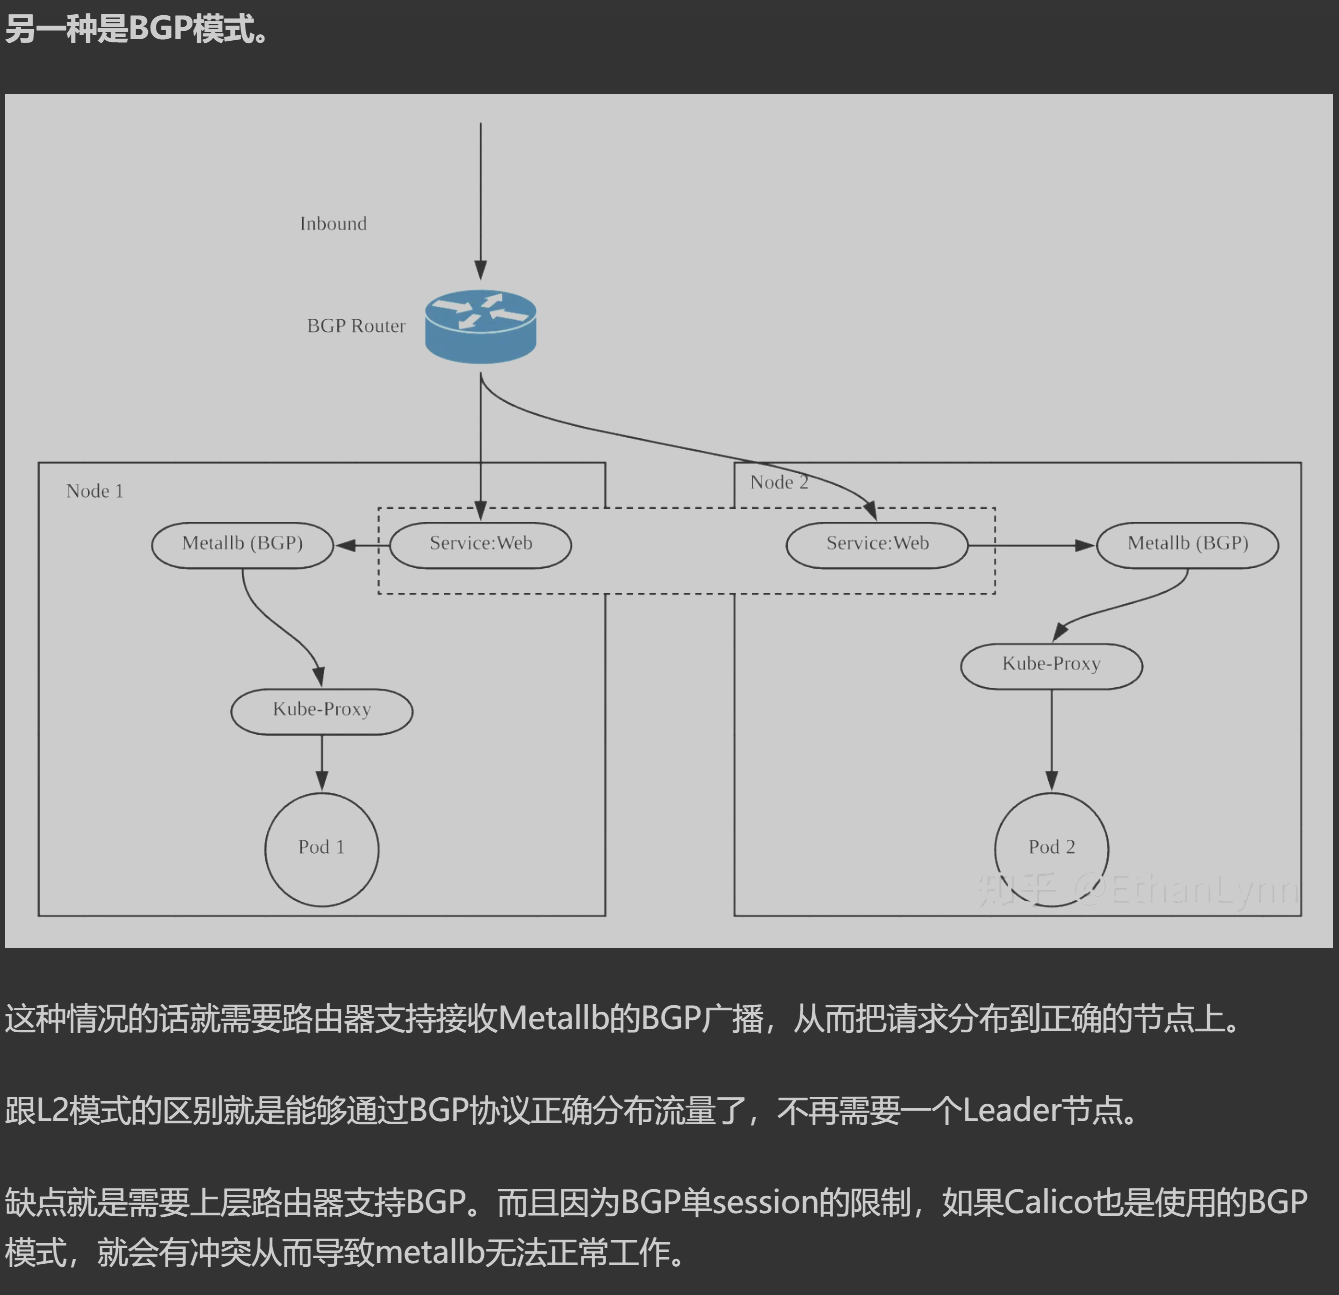 另一种是BGP模式。
Inbound
BGP Router
Node 1
Node 2
Metallb (BGP)
Service:Web
Service:Web
Metallb (BGP)
Kube-Proxy
Kube-Proxy
Pod 1
Pod 2
知乎 @EthanLynn
这种情况的话就需要路由器支持接收Metallb的BGP广播，从而把请求分布到正确的节点上。
跟L2模式的区别就是能够通过BGP协议正确分布流量了，不再需要一个Leader节点。
缺点就是需要上层路由器支持BGP。而且因为BGP单session的限制，如果Calico也是使用的BGP
模式，就会有冲突从而导致metallb无法正常工作。